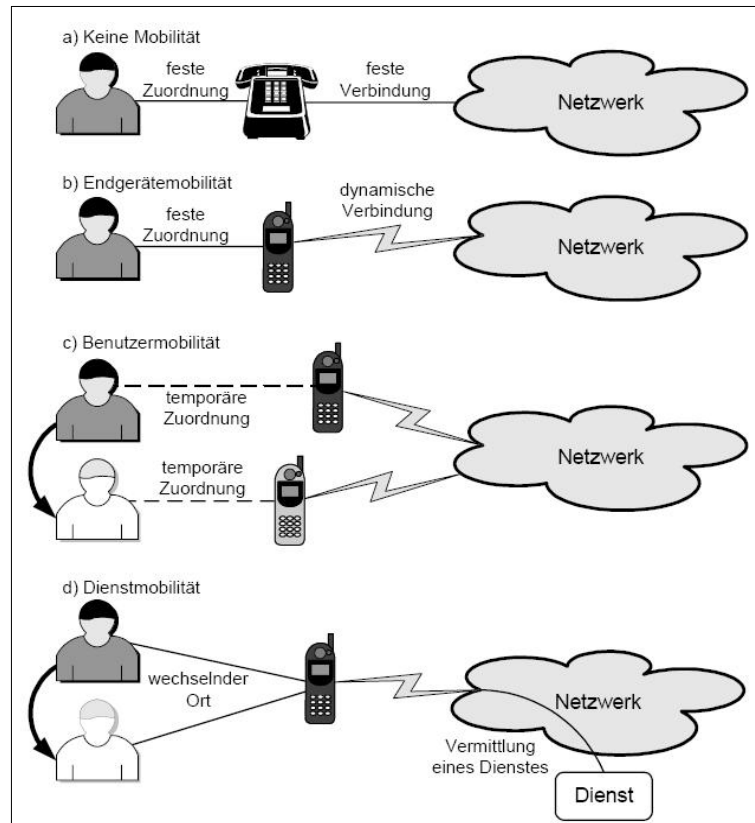 a) Keine Mobilität
feste
Zuordnung
feste
Verbindung
Netzwerk
b) Endgerätemobilität
feste
Zuordnung
dynamische
Verbindung
Netzwerk
c) Benutzermobilität
temporäre
Zuordnung
temporäre
Zuordnung
Netzwerk
d) Dienstmobilität
wechselnder
Ort
Netzwerk
Vermittlung
eines Dienstes
Dienst